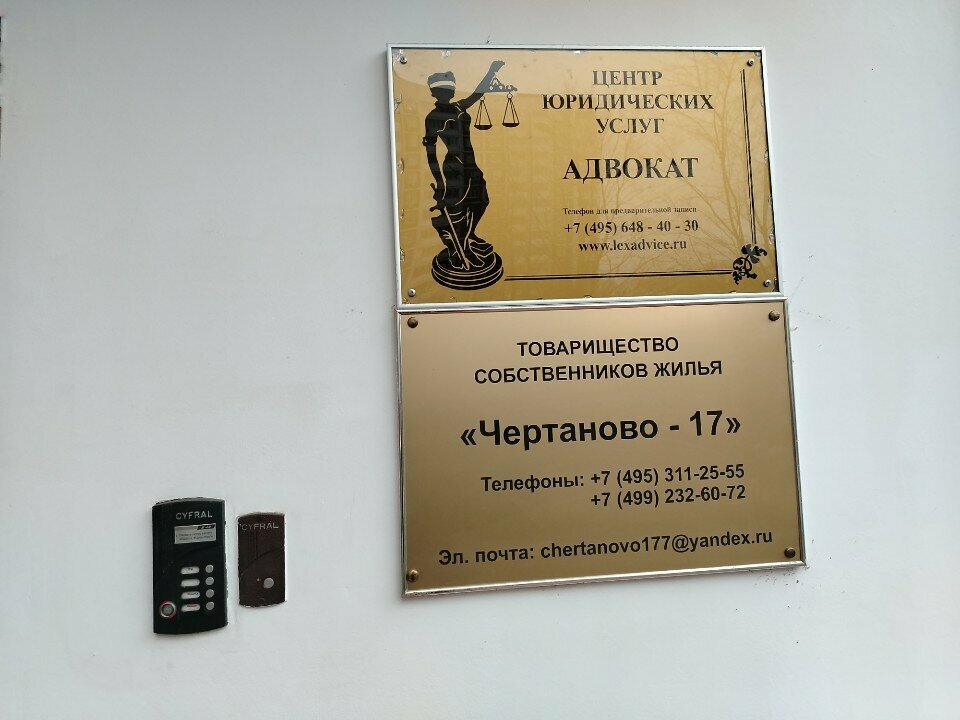 ЦЕНТР
ЮРИДИЧЕСКИХ
УСЛУГ
АДВОКАТ
Телефон для предварительной записи
+7 (495) 648 - 40 - 30
www.lexadvice.ru
ТОВАРИЩЕСТВО
СОБСТВЕННИКОВ ЖИЛЬЯ
«Чертаново - 17»
Телефоны: +7 (495) 311-25-55
+7 (499) 232-60-72
Эл. почта: chertanovo177@yandex.ru
CYFRAL
CYFRAL